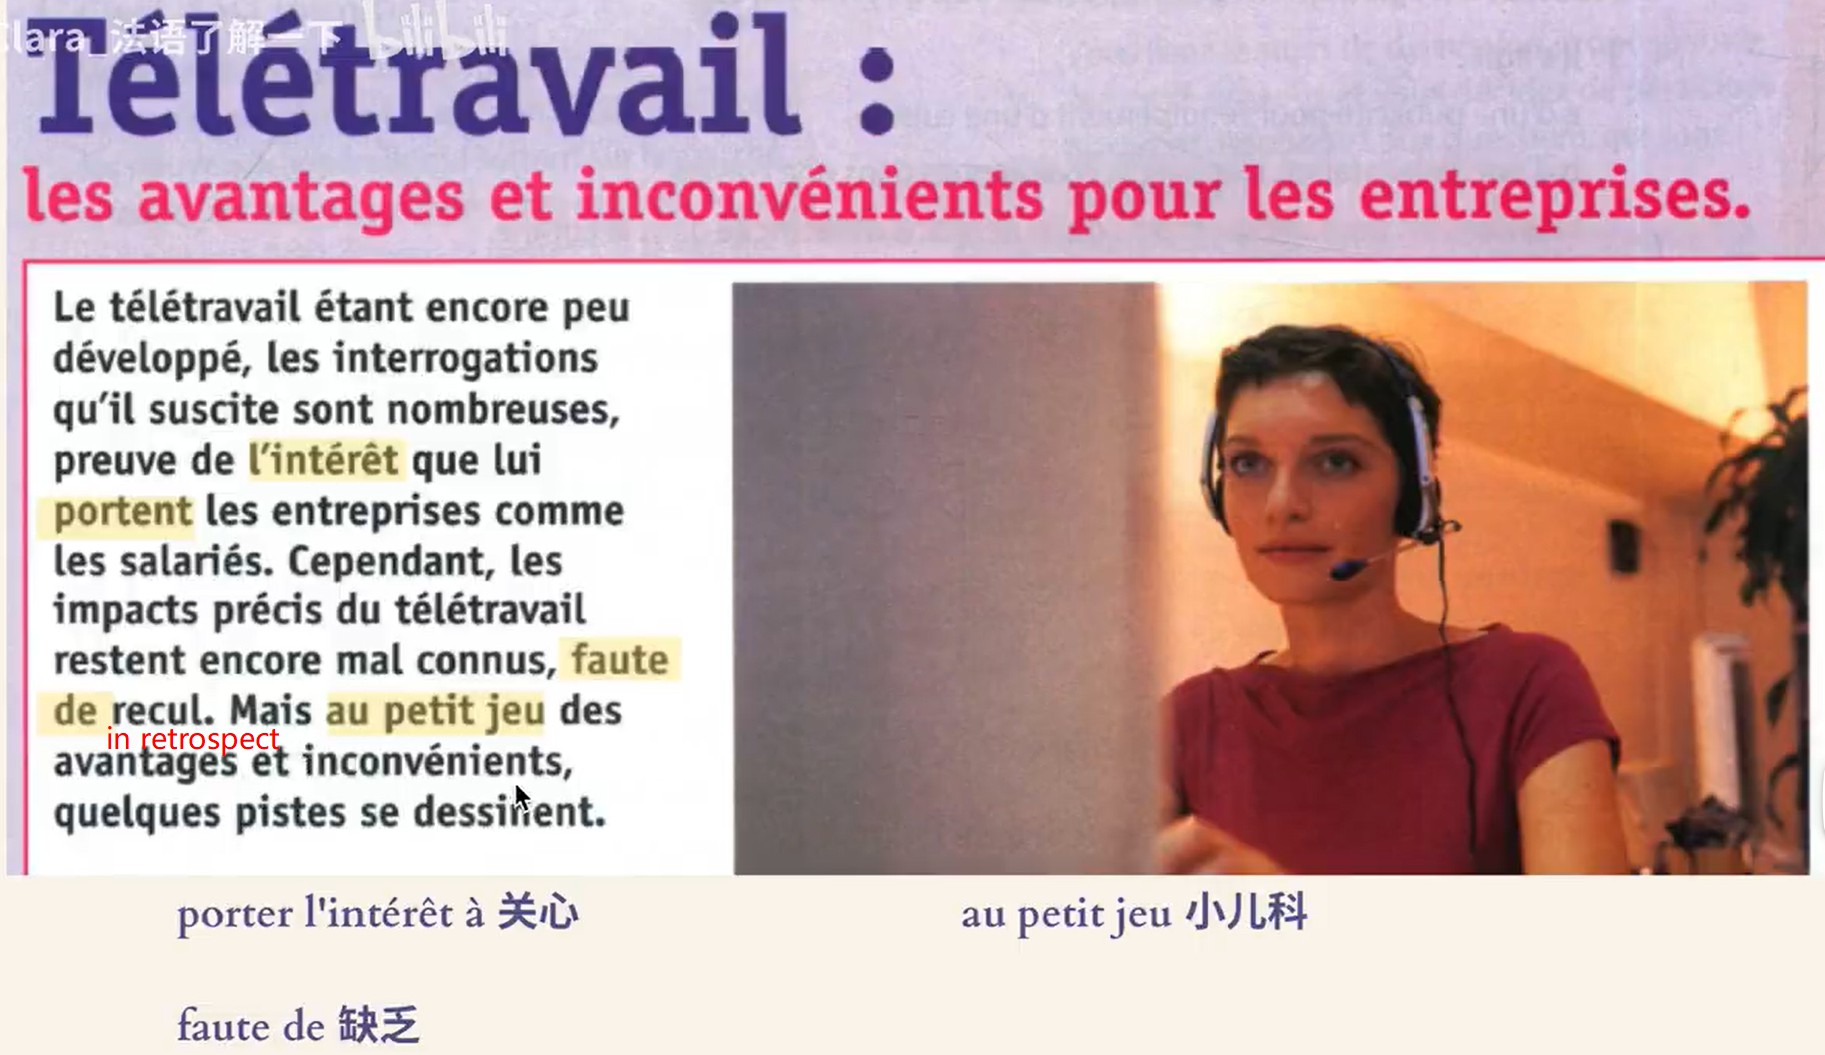 Clara_法语了解一下 bilibili
Télétravail :
les avantages et inconvénients pour les entreprises.
Le télétravail étant encore peu
développé, les interrogations
qu'il suscite sont nombreuses,
preuve de l'intérêt que lui
portent les entreprises comme
les salariés. Cependant, les
impacts précis du télétravail
restent encore mal connus, faute
de recul. Mais au petit jeu des
in retrospect
avantages et inconvénients,
quelques pistes se dessinent.
porter l'intérêt à 关心
au petit jeu 小儿科
faute de 缺乏